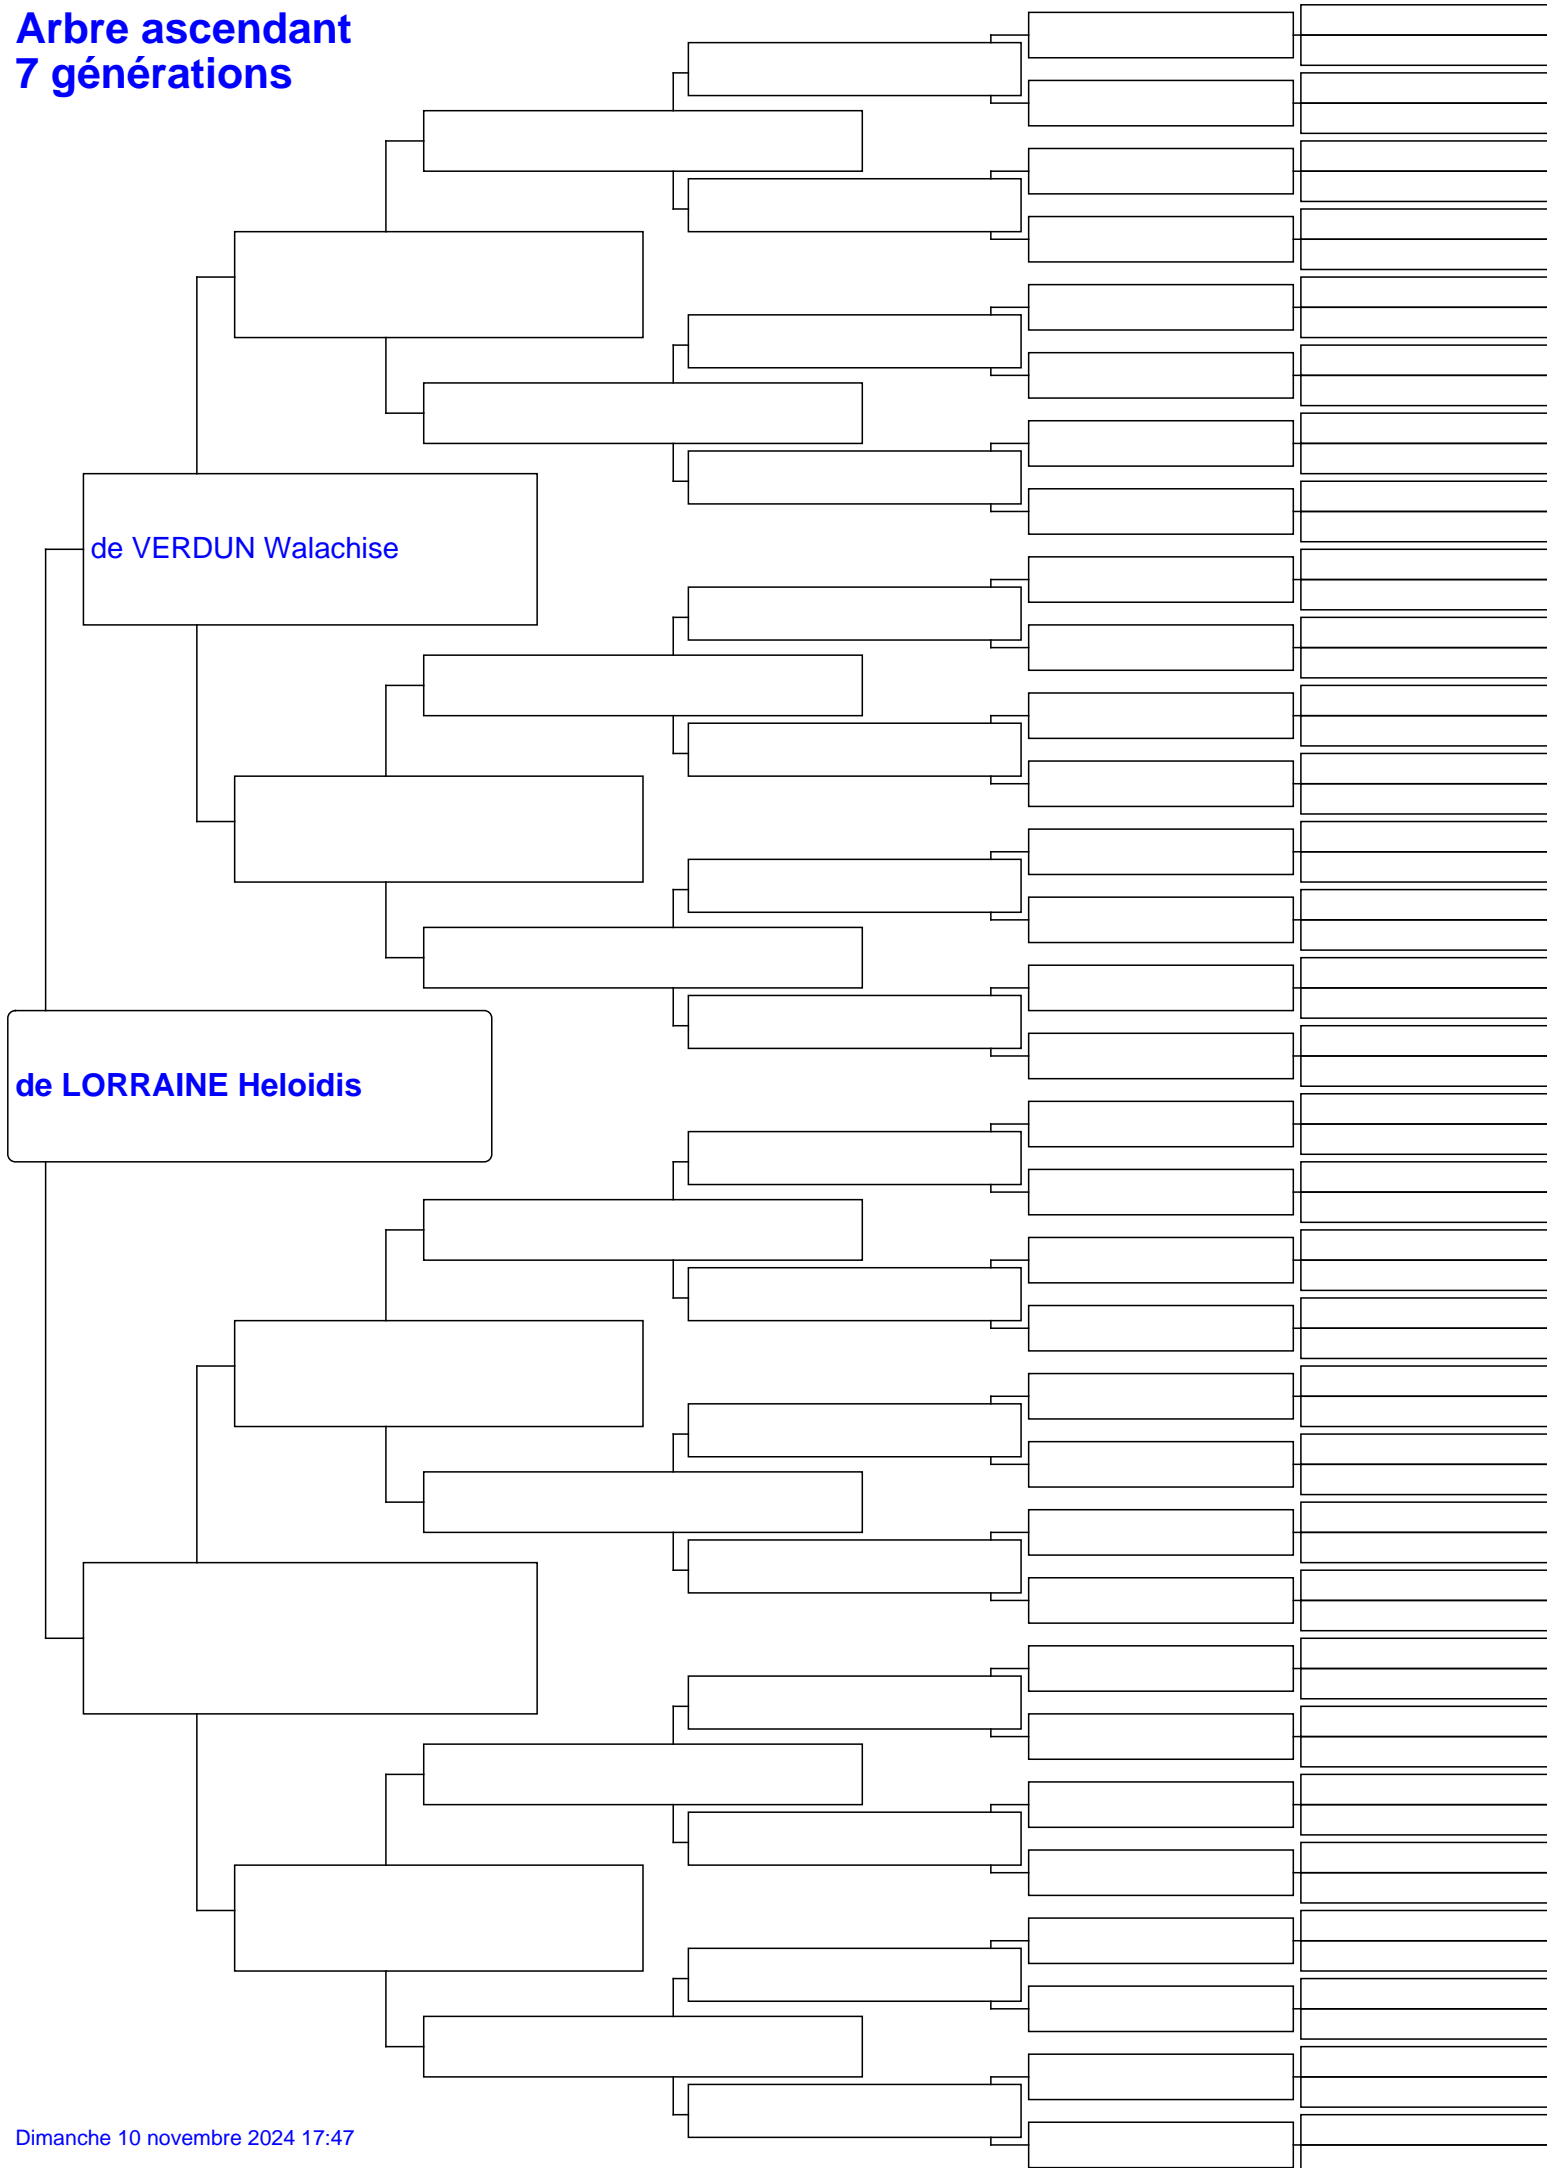 Arbre ascendant
7 générations
de VERDUN Walachise
de LORRAINE Heloidis
Dimanche 10 novembre 2024 17:47